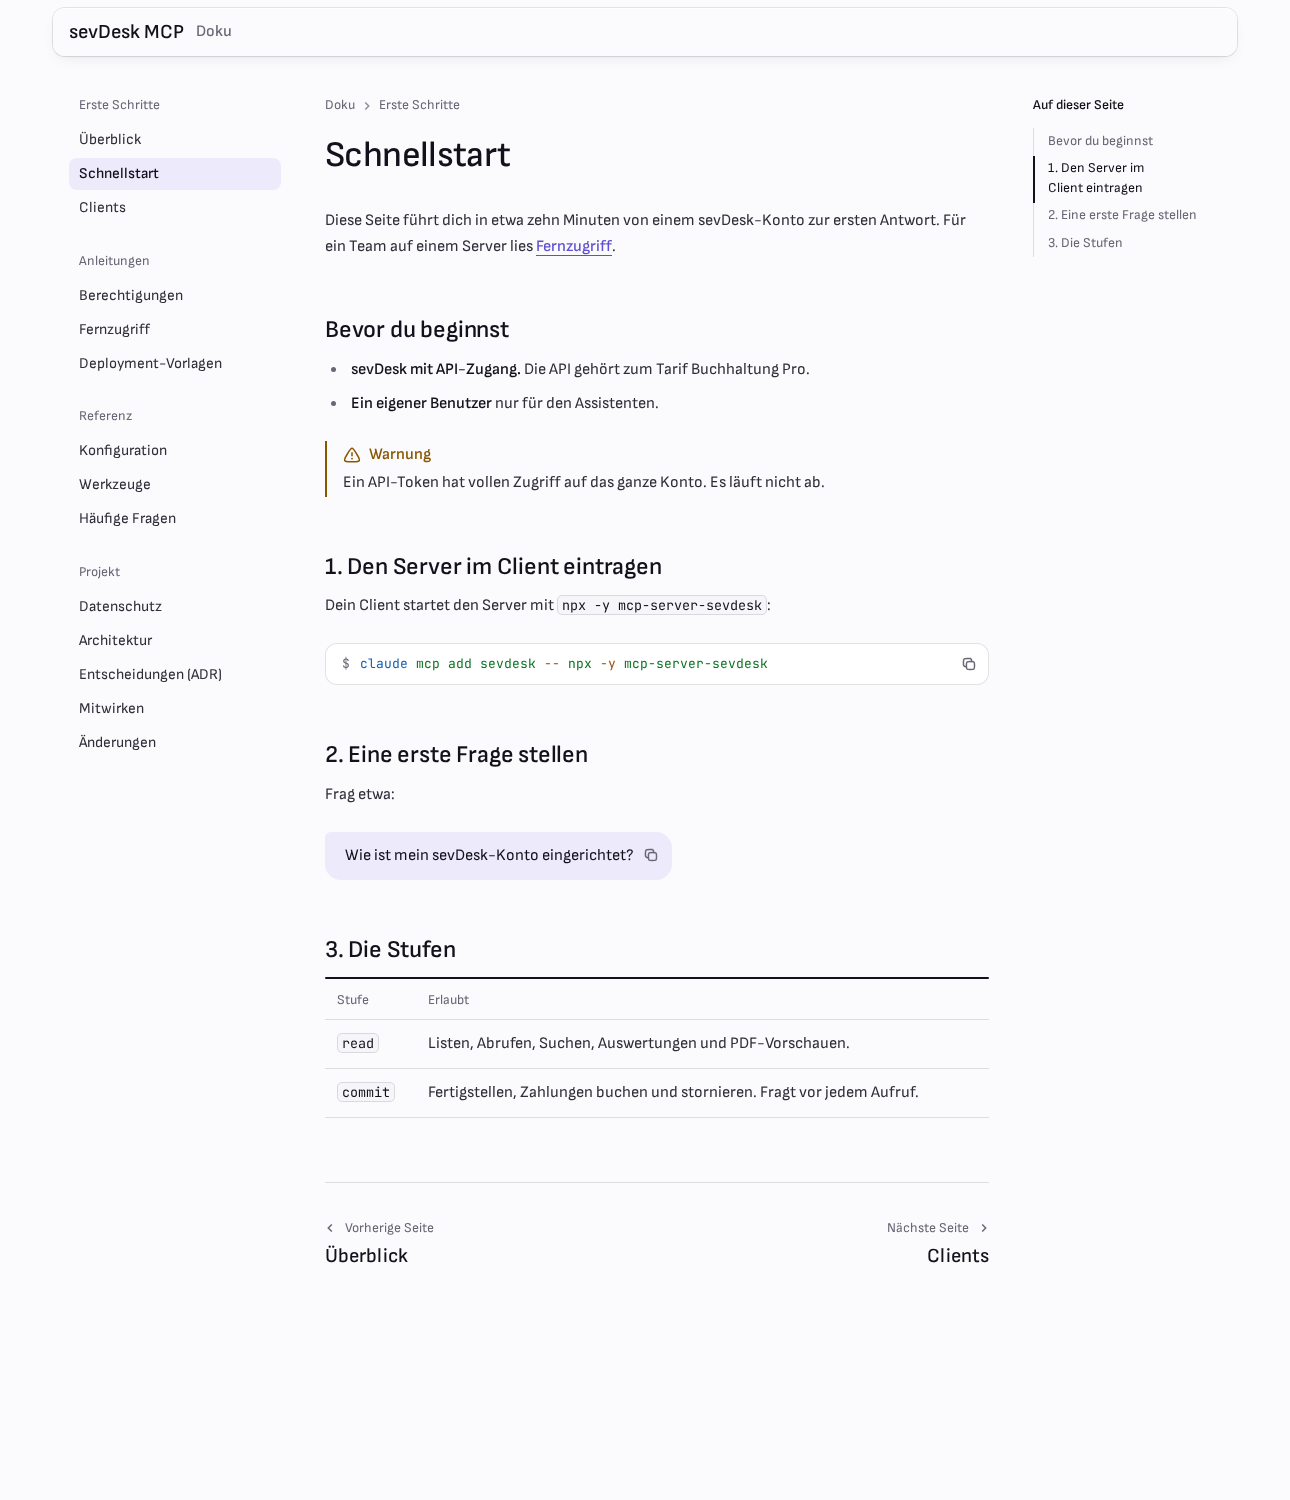 sevDesk MCP Doku
Erste Schritte
Überblick
Schnellstart
Clients
Anleitungen
Berechtigungen
Fernzugriff
Deployment-Vorlagen
Referenz
Konfiguration
Werkzeuge
Häufige Fragen
Projekt
Datenschutz
Architektur
Entscheidungen (ADR)
Mitwirken
Änderungen
Doku > Erste Schritte
Schnellstart
Diese Seite führt dich in etwa zehn Minuten von einem sevDesk-Konto zur ersten Antwort. Für
ein Team auf einem Server lies Fernzugriff.
Bevor du beginnst
• sevDesk mit API-Zugang. Die API gehört zum Tarif Buchhaltung Pro.
• Ein eigener Benutzer nur für den Assistenten.
Warnung
Ein API-Token hat vollen Zugriff auf das ganze Konto. Es läuft nicht ab.
1. Den Server im Client eintragen
Dein Client startet den Server mit npx -y mcp-server-sevdesk:
$ claude mcp add sevdesk -- npx -y mcp-server-sevdesk
2. Eine erste Frage stellen
Frag etwa:
Wie ist mein sevDesk-Konto eingerichtet?
3. Die Stufen
Stufe Erlaubt
read Listen, Abrufen, Suchen, Auswertungen und PDF-Vorschauen.
commit Fertigstellen, Zahlungen buchen und stornieren. Fragt vor jedem Aufruf.
Vorherige Seite
Überblick
Nächste Seite
Clients
Auf dieser Seite
Bevor du beginnst
1. Den Server im
Client eintragen
2. Eine erste Frage stellen
3. Die Stufen